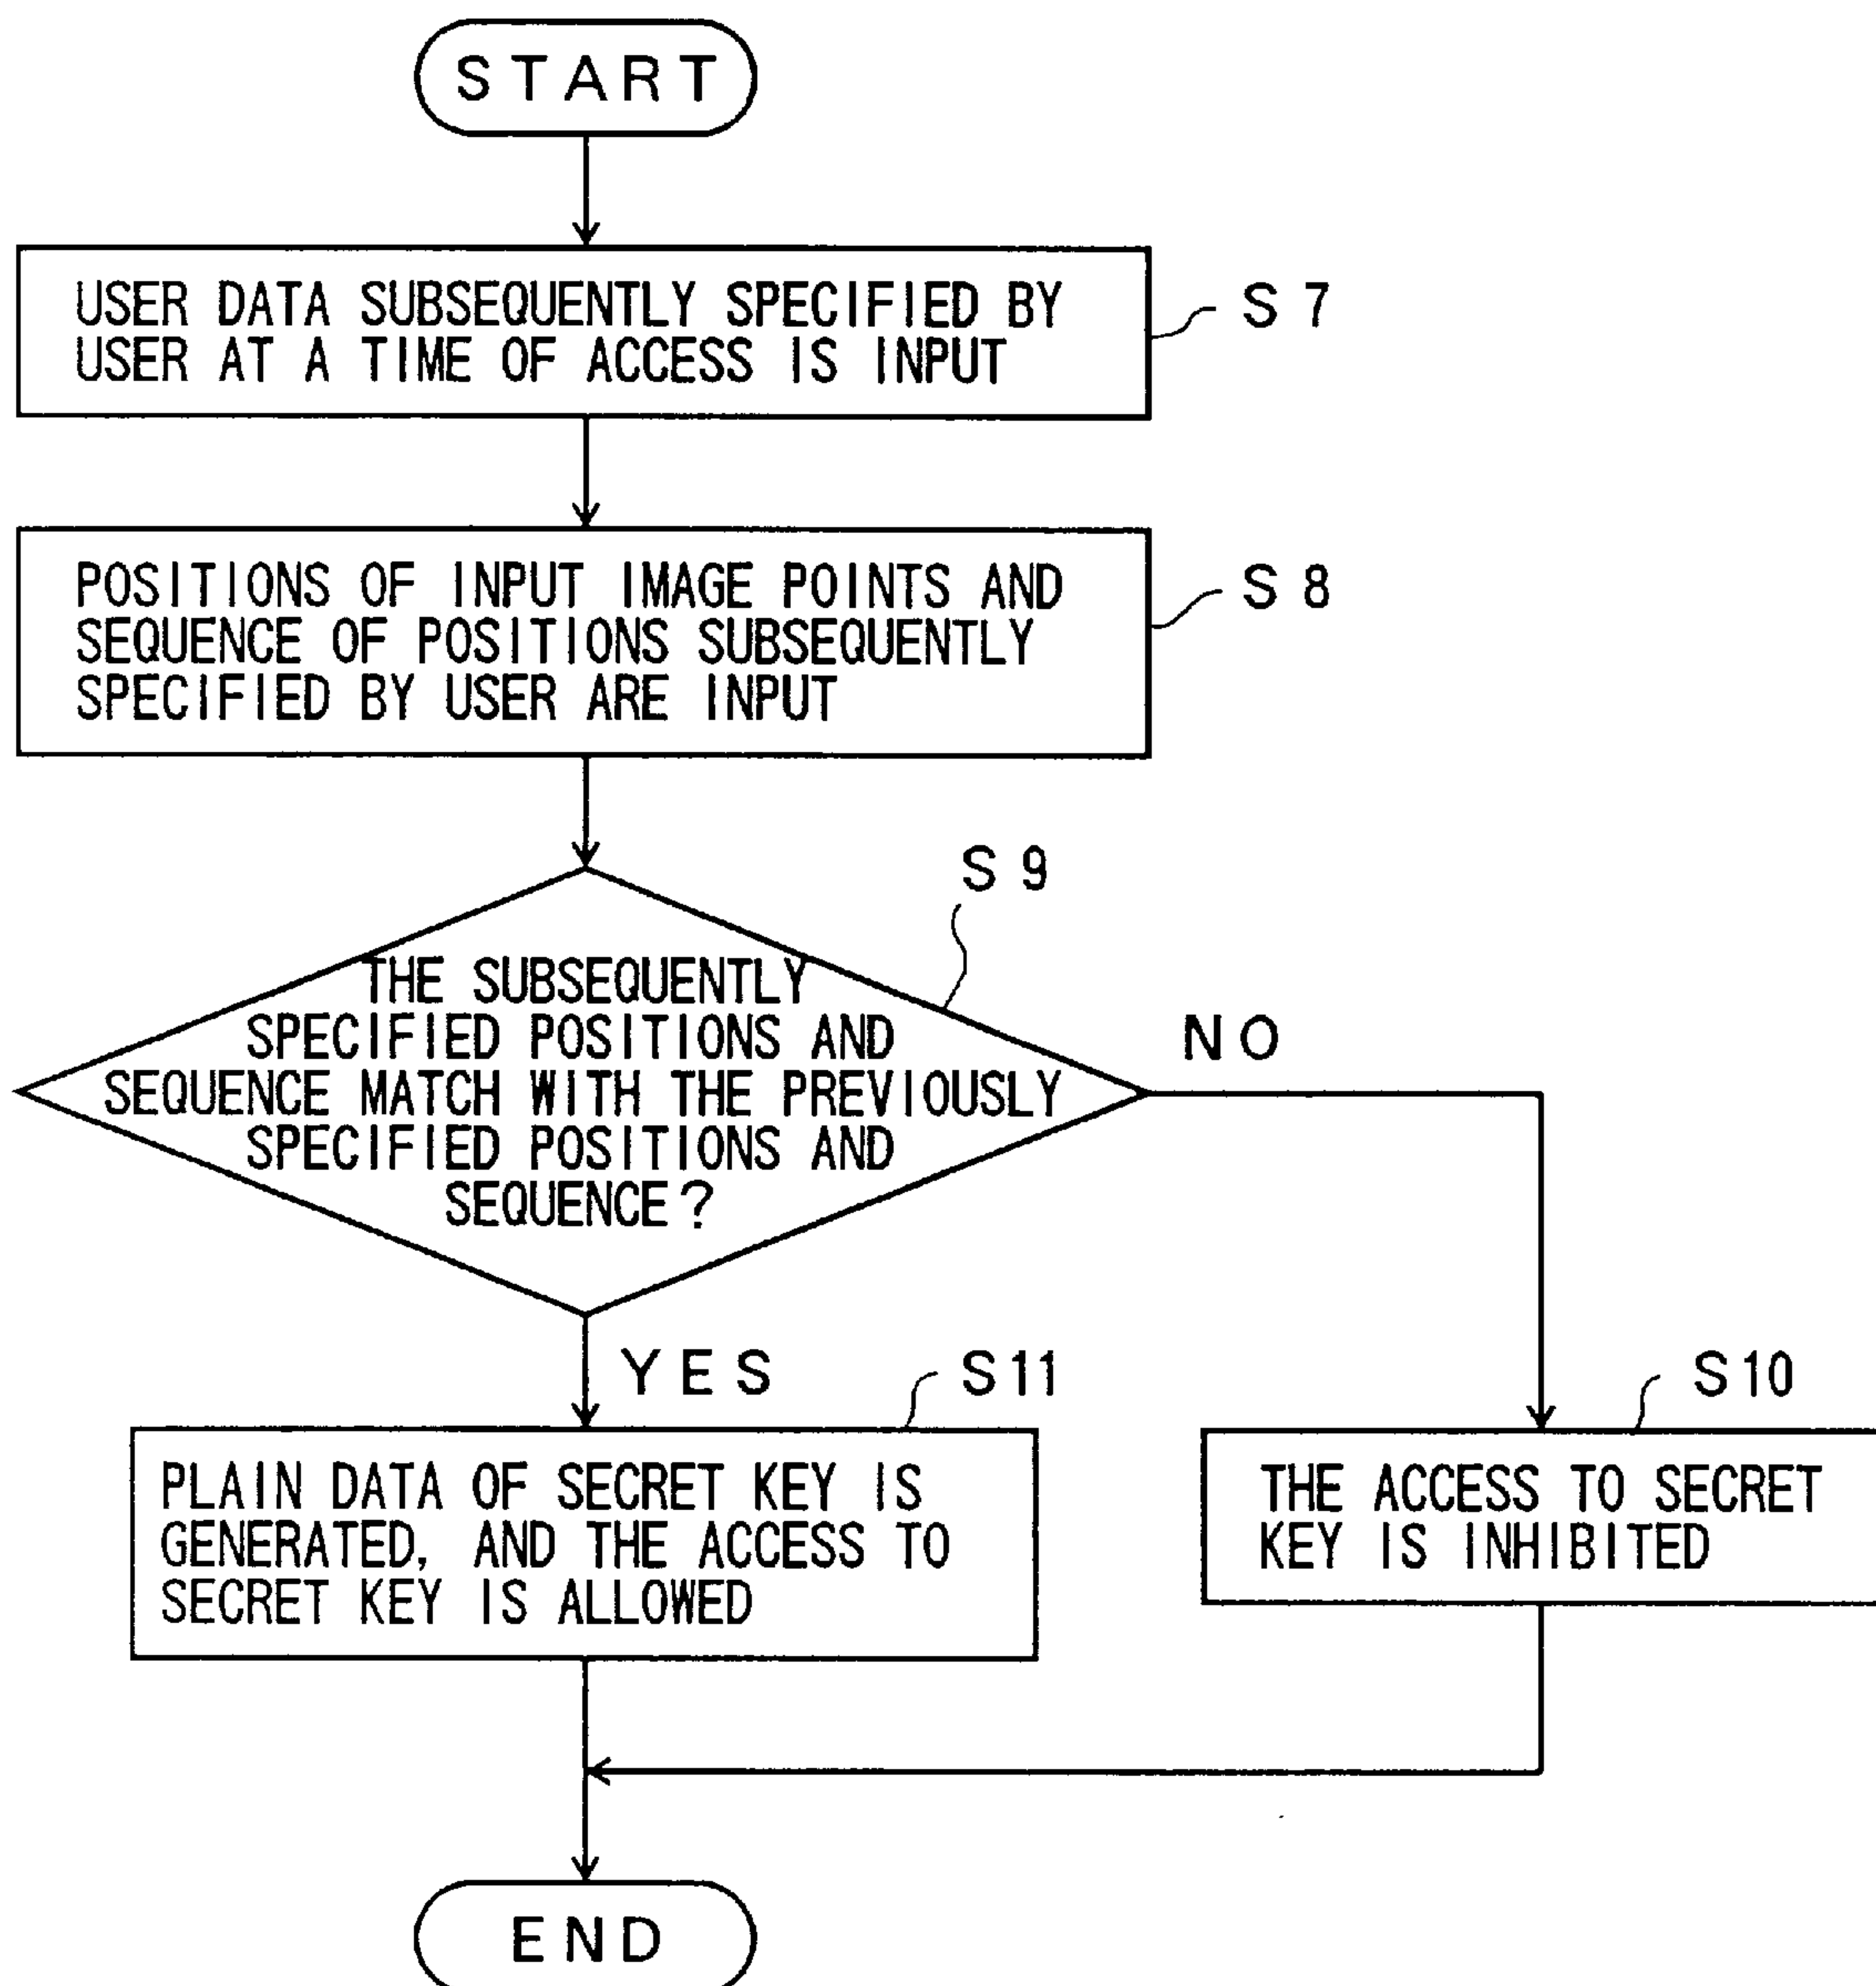 START
USER DATA SUBSEQUENTLY SPECIFIED BY
USER AT A TIME OF ACCESS IS INPUT
S7
POSITIONS OF INPUT IMAGE POINTS AND
SEQUENCE OF POSITIONS SUBSEQUENTLY
SPECIFIED BY USER ARE INPUT
S8
S9
THE SUBSEQUENTLY
SPECIFIED POSITIONS AND
SEQUENCE MATCH WITH THE PREVIOUSLY
SPECIFIED POSITIONS AND
SEQUENCE?
NO
YES
S11
PLAIN DATA OF SECRET KEY IS
GENERATED, AND THE ACCESS TO
SECRET KEY IS ALLOWED
S10
THE ACCESS TO SECRET
KEY IS INHIBITED
END